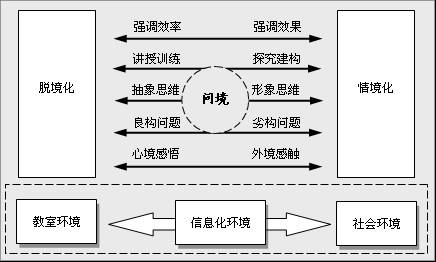 强调效率 强调效果
讲授训练 探究建构
脱境化 抽象思维 问境 形象思维 情境化
良构问题 劣构问题
心境感悟 外境感触
教室环境 信息化环境 社会环境